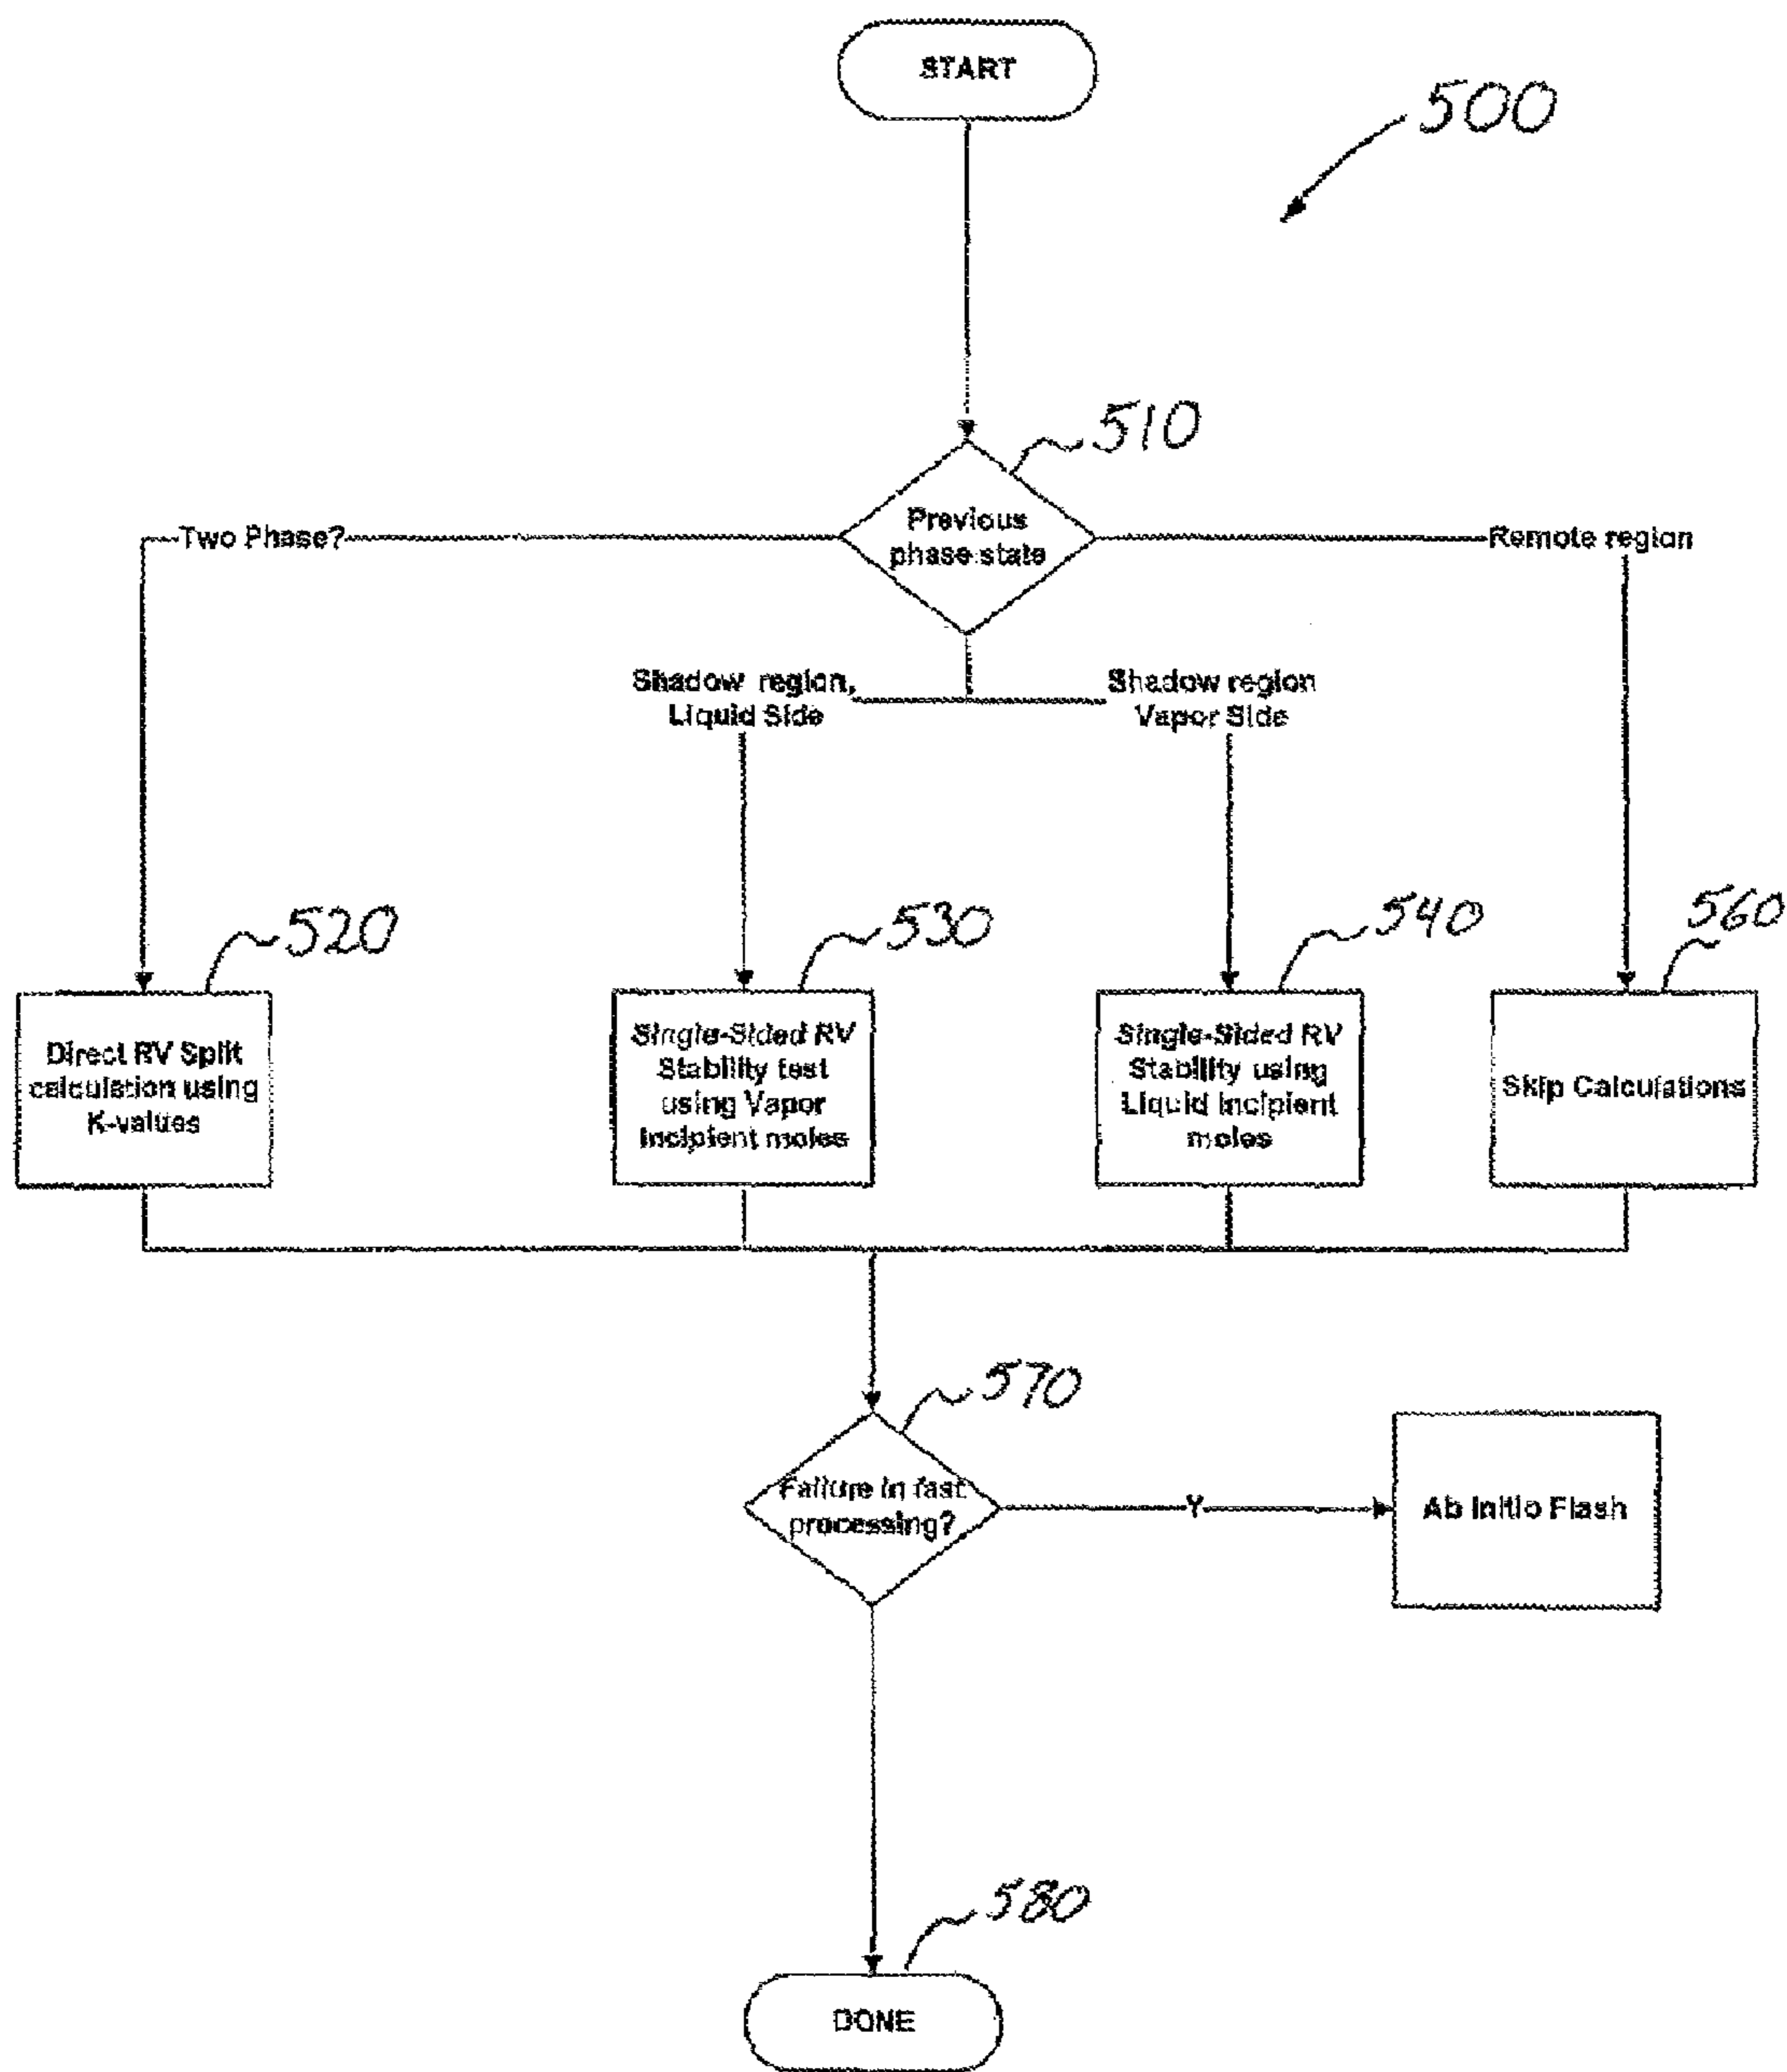 START
500
510
Previous
phase state
Two Phase?
Remote region
Shadow region,
Liquid Side
Shadow region
Vapor Side
520
530
540
560
Direct RV Split
calculation using
K-values
Single-Sided RV
Stability test
using Vapor
Incipient moles
Single-Sided RV
Stability using
Liquid Incipient
moles
Skip Calculations
570
Failure in fast
processing?
Y
Ab Initio Flash
580
DONE